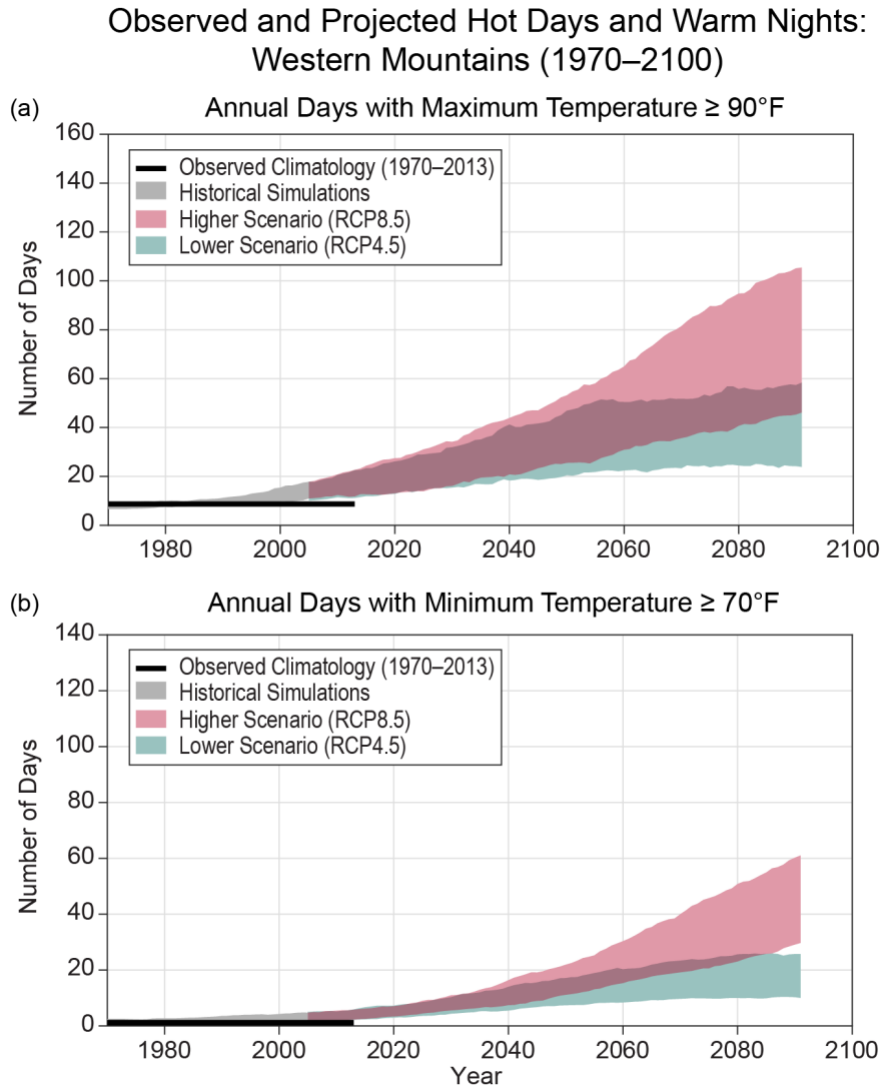 Observed and Projected Hot Days and Warm Nights:
Western Mountains (1970–2100)
(a)
Annual Days with Maximum Temperature ≥ 90°F
160
140
120
100
80
60
40
20
0
Number of Days
Observed Climatology (1970–2013)
Historical Simulations
Higher Scenario (RCP8.5)
Lower Scenario (RCP4.5)
1980 2000 2020 2040 2060 2080 2100
(b)
Annual Days with Minimum Temperature ≥ 70°F
140
120
100
80
60
40
20
0
Number of Days
Observed Climatology (1970–2013)
Historical Simulations
Higher Scenario (RCP8.5)
Lower Scenario (RCP4.5)
1980 2000 2020 2040 2060 2080 2100
Year